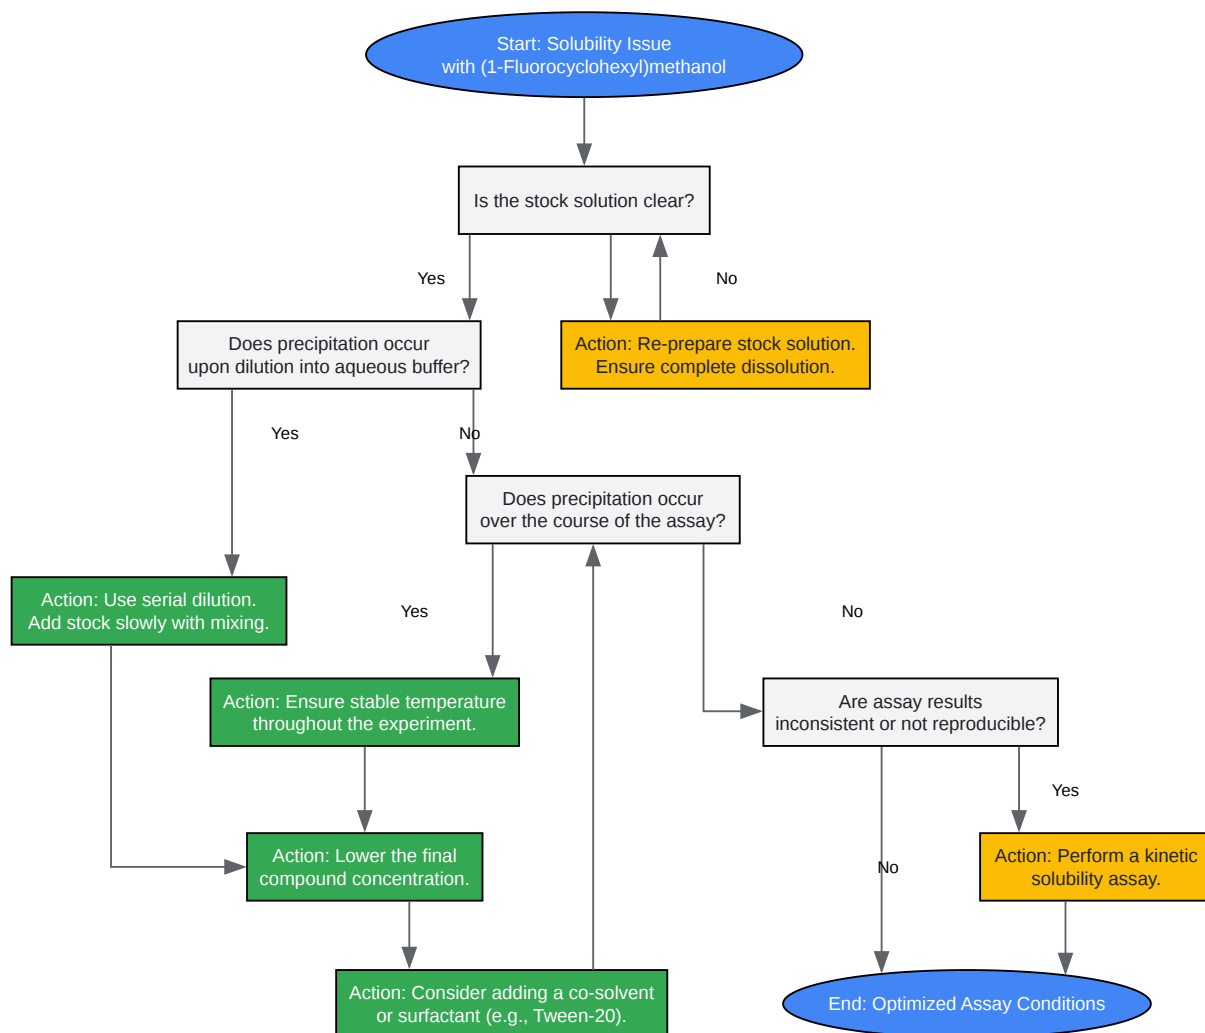 Start: Solubility Issue
with (1-Fluorocyclohexyl)methanol
Is the stock solution clear?
Yes
No
Does precipitation occur
upon dilution into aqueous buffer?
Action: Re-prepare stock solution.
Ensure complete dissolution.
Yes
No
Does precipitation occur
over the course of the assay?
Action: Use serial dilution.
Add stock slowly with mixing.
Yes
No
Action: Ensure stable temperature
throughout the experiment.
Are assay results
inconsistent or not reproducible?
Yes
Action: Lower the final
compound concentration.
No
Action: Perform a kinetic
solubility assay.
Action: Consider adding a co-solvent
or surfactant (e.g., Tween-20).
End: Optimized Assay Conditions